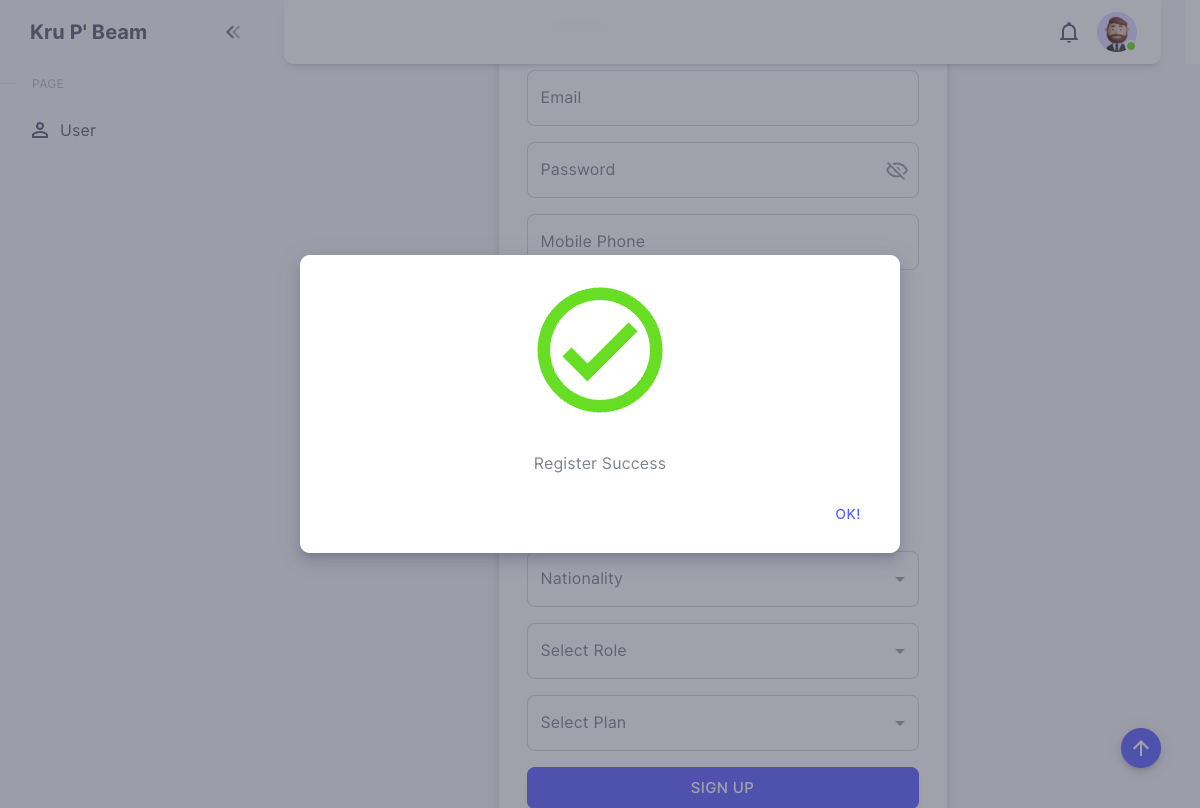 Kru P' Beam
PAGE
User
Email
Password
Mobile Phone
Register Success
OK!
Nationality
Select Role
Select Plan
SIGN UP